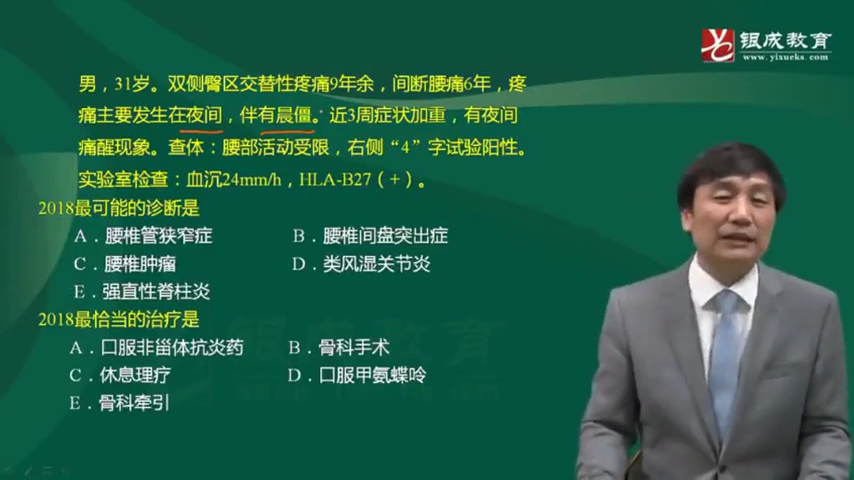 银成教育
www.yixueks.com
男，31岁。双侧臀区交替性疼痛9年余，间断腰痛6年，疼
痛主要发生在夜间，伴有晨僵。近3周症状加重，有夜间
痛醒现象。查体：腰部活动受限，右侧“4”字试验阳性。
实验室检查：血沉24mm/h，HLA-B27（+）。
2018最可能的诊断是
A．腰椎管狭窄症 B．腰椎间盘突出症
C．腰椎肿瘤 D．类风湿关节炎
E．强直性脊柱炎
2018最恰当的治疗是
A．口服非甾体抗炎药 B．骨科手术
C．休息理疗 D．口服甲氨蝶呤
E．骨科牵引
银成教育